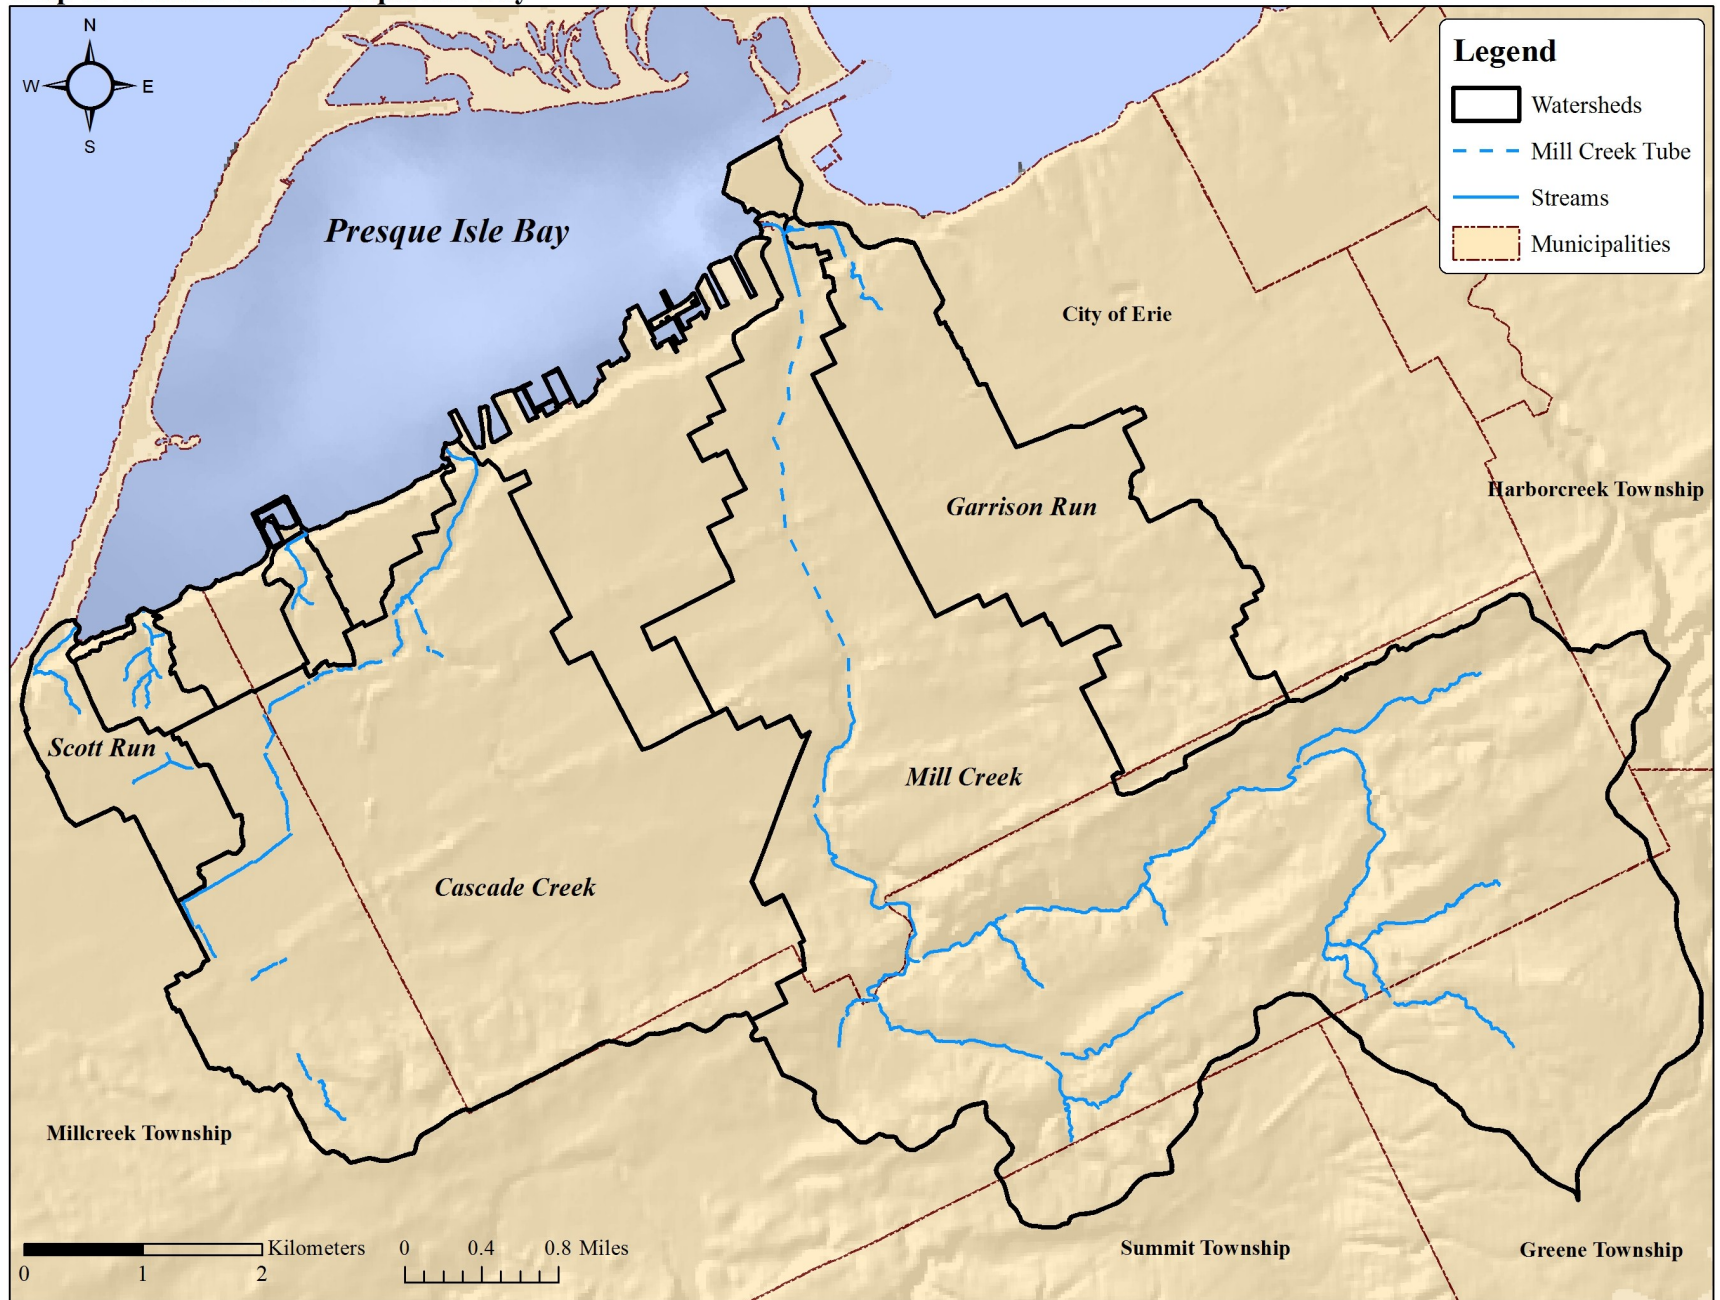 N
W E
S
Legend
Watersheds
Mill Creek Tube
Streams
Municipalities
Presque Isle Bay
City of Erie
Harborcreek Township
Garrison Run
Scott Run
Mill Creek
Cascade Creek
Millcreek Township
Summit Township
Greene Township
Kilometers
0 1 2
0 0.4 0.8 Miles